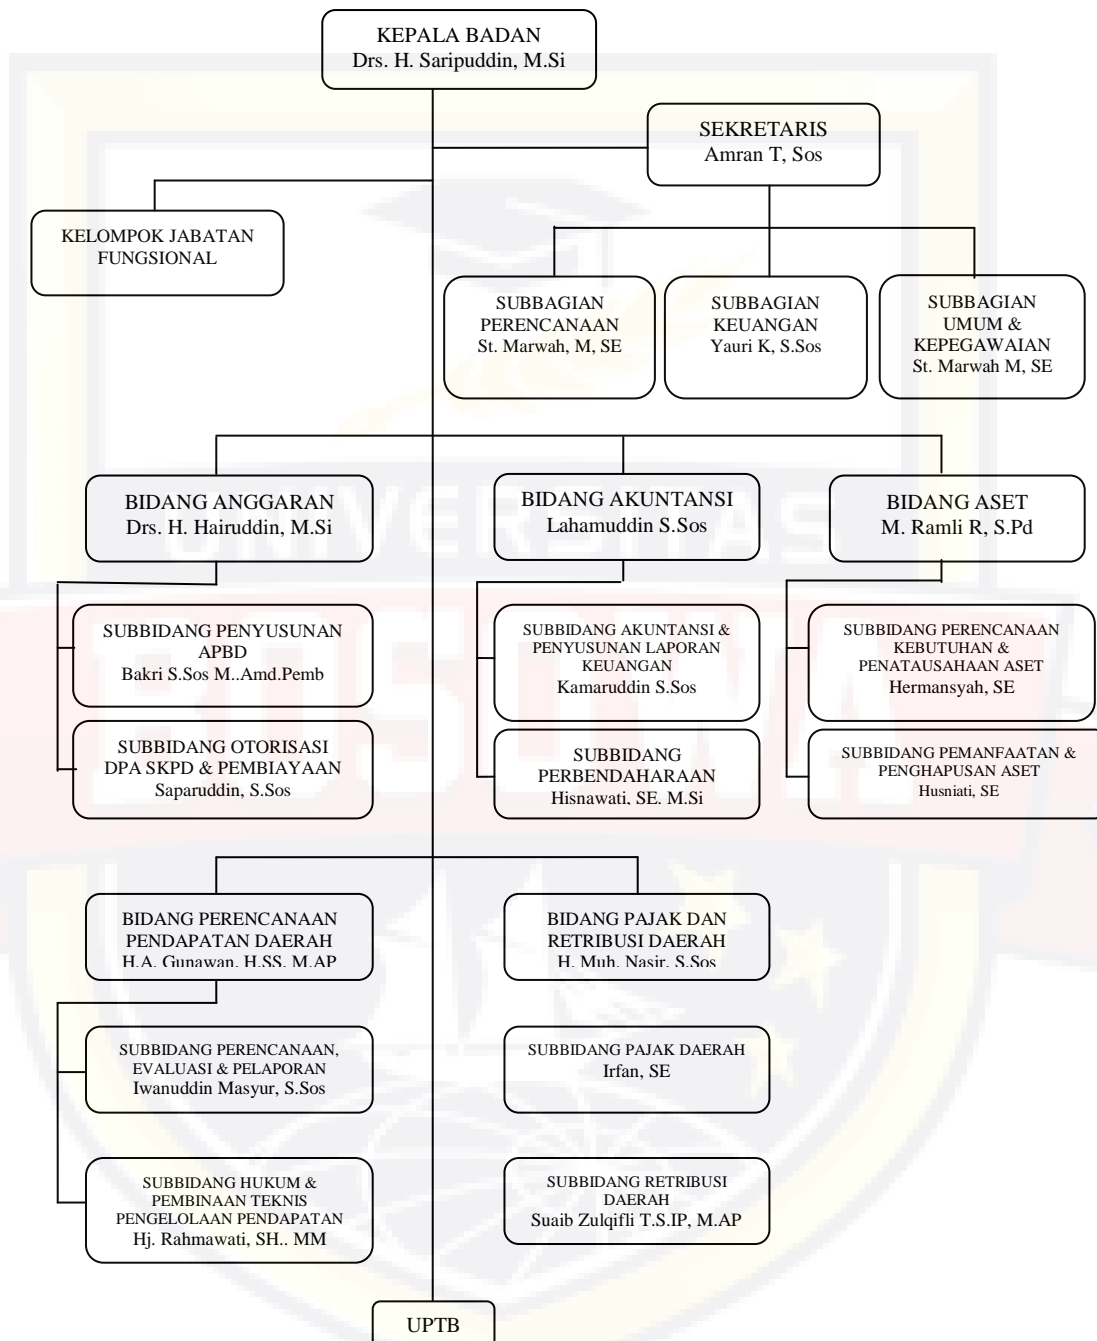 KEPALA BADAN
Drs. H. Saripuddin, M.Si
SEKRETARIS
Amran T, Sos
KELOMPOK JABATAN
FUNGSIONAL
SUBBAGIAN
PERENCANAAN
St. Marwah, M, SE
SUBBAGIAN
KEUANGAN
Yauri K, S.Sos
SUBBAGIAN
UMUM &
KEPEGAWAIAN
St. Marwah M, SE
BIDANG ANGGARAN
Drs. H. Hairuddin, M.Si
BIDANG AKUNTANSI
Lahamuddin S.Sos
BIDANG ASET
M. Ramli R, S.Pd
SUBBIDANG PENYUSUNAN
APBD
Bakri S.Sos M..Amd.Pemb
SUBBIDANG AKUNTANSI &
PENYUSUNAN LAPORAN
KEUANGAN
Kamaruddin S.Sos
SUBBIDANG PERENCANAAN
KEBUTUHAN &
PENATAUSAHAAN ASET
Hermansyah, SE
SUBBIDANG OTORISASI
DPA SKPD & PEMBIAYAAN
Saparuddin, S.Sos
SUBBIDANG
PERBENDAHARAAN
Hisnawati, SE. M.Si
SUBBIDANG PEMANFAATAN &
PENGHAPUSAN ASET
Husniati, SE
BIDANG PERENCANAAN
PENDAPATAN DAERAH
H.A. Gunawan, H.SS, M.AP
BIDANG PAJAK DAN
RETRIBUSI DAERAH
H. Muh. Nasir, S.Sos
SUBBIDANG PERENCANAAN,
EVALUASI & PELAPORAN
Iwanuddin Masyur, S.Sos
SUBBIDANG PAJAK DAERAH
Irfan, SE
SUBBIDANG HUKUM &
PEMBINAAN TEKNIS
PENGELOLAAN PENDAPATAN
Hj. Rahmawati, SH.. MM
SUBBIDANG RETRIBUSI
DAERAH
Suaib Zulqifli T.S.IP, M.AP
UPTB
UNIVERSITAS
BOSOWA